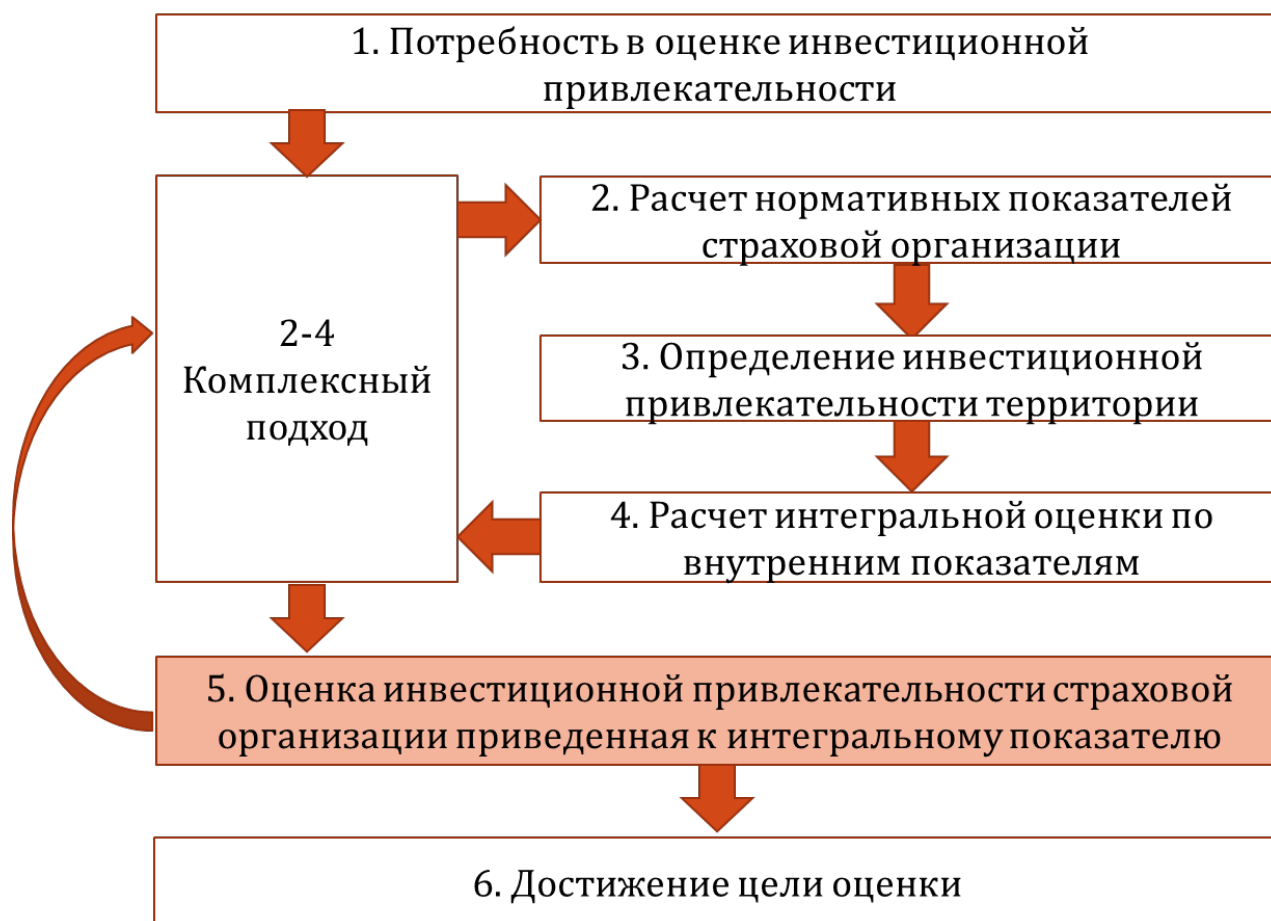 1. Потребность в оценке инвестиционной
привлекательности
2. Расчет нормативных показателей
страховой организации
2-4
Комплексный
подход
3. Определение инвестиционной
привлекательности территории
4. Расчет интегральной оценки по
внутренним показателям
5. Оценка инвестиционной привлекательности страховой
организации приведенная к интегральному показателю
6. Достижение цели оценки